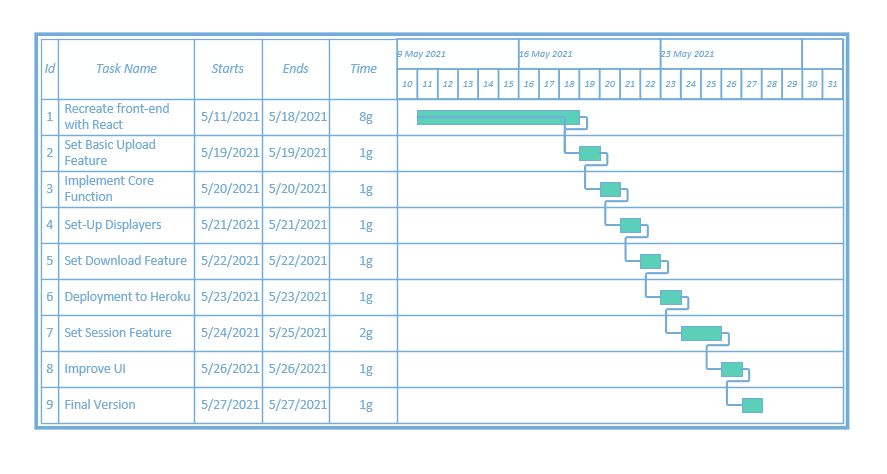 Id Task Name Starts Ends Time 9 May 2021 16 May 2021 23 May 2021
10 11 12 13 14 15 16 17 18 19 20 21 22 23 24 25 26 27 28 29 30 31
1 Recreate front-end with React 5/11/2021 5/18/2021 8g
2 Set Basic Upload Feature 5/19/2021 5/19/2021 1g
3 Implement Core Function 5/20/2021 5/20/2021 1g
4 Set-Up Displayers 5/21/2021 5/21/2021 1g
5 Set Download Feature 5/22/2021 5/22/2021 1g
6 Deployment to Heroku 5/23/2021 5/23/2021 1g
7 Set Session Feature 5/24/2021 5/25/2021 2g
8 Improve UI 5/26/2021 5/26/2021 1g
9 Final Version 5/27/2021 5/27/2021 1g